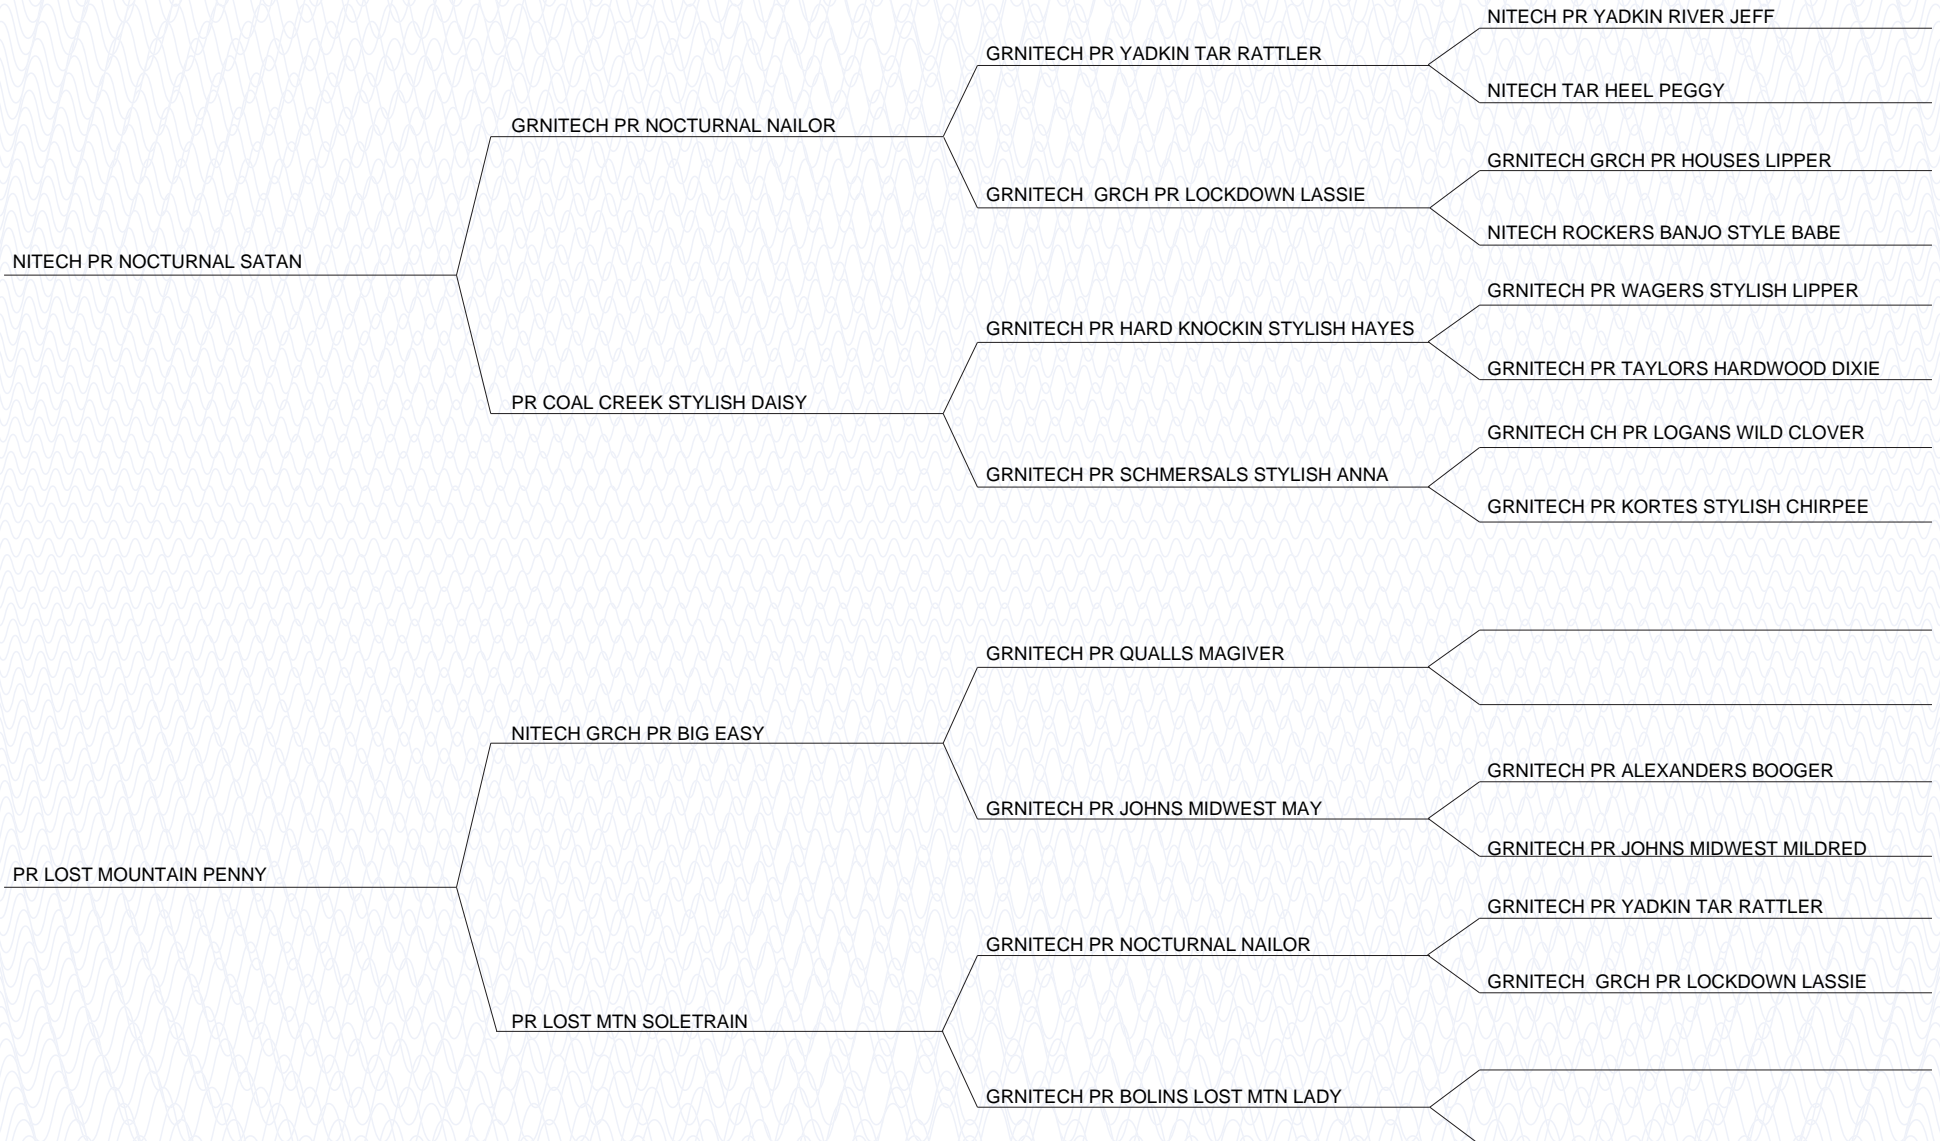 NITECH PR YADKIN RIVER JEFF
GRNITECH PR YADKIN TAR RATTLER
NITECH TAR HEEL PEGGY
GRNITECH PR NOCTURNAL NAILOR
GRNITECH GRCH PR HOUSES LIPPER
GRNITECH  GRCH PR LOCKDOWN LASSIE
NITECH ROCKERS BANJO STYLE BABE
NITECH PR NOCTURNAL SATAN
GRNITECH PR WAGERS STYLISH LIPPER
GRNITECH PR HARD KNOCKIN STYLISH HAYES
GRNITECH PR TAYLORS HARDWOOD DIXIE
PR COAL CREEK STYLISH DAISY
GRNITECH CH PR LOGANS WILD CLOVER
GRNITECH PR SCHMERSALS STYLISH ANNA
GRNITECH PR KORTES STYLISH CHIRPEE
GRNITECH PR QUALLS MAGIVER
NITECH GRCH PR BIG EASY
GRNITECH PR ALEXANDERS BOOGER
GRNITECH PR JOHNS MIDWEST MAY
GRNITECH PR JOHNS MIDWEST MILDRED
PR LOST MOUNTAIN PENNY
GRNITECH PR YADKIN TAR RATTLER
GRNITECH PR NOCTURNAL NAILOR
GRNITECH  GRCH PR LOCKDOWN LASSIE
PR LOST MTN SOLETRAIN
GRNITECH PR BOLINS LOST MTN LADY